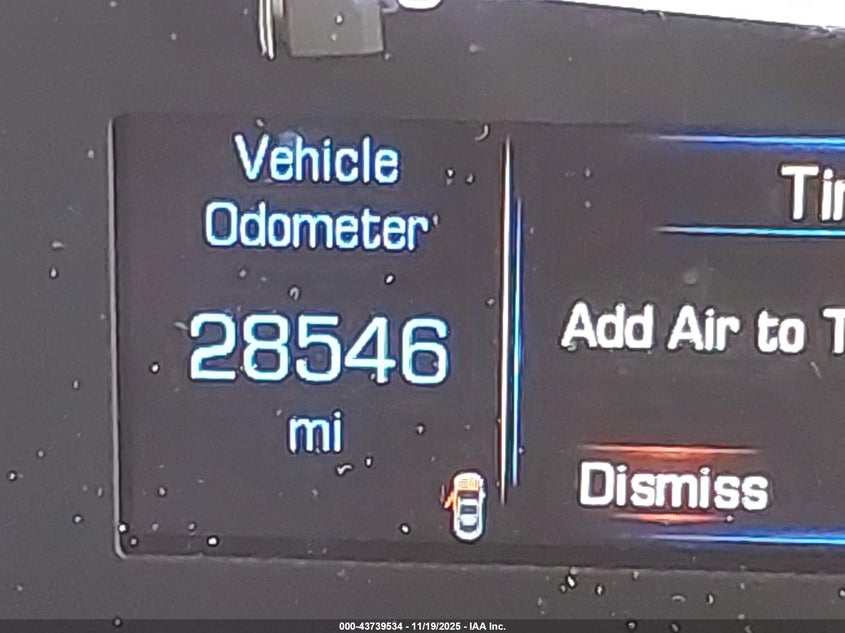 Vehicle
Odometer
28546
mi
Add Air to
Dismiss
000-43739534 - 11/19/2025 - IAA Inc.